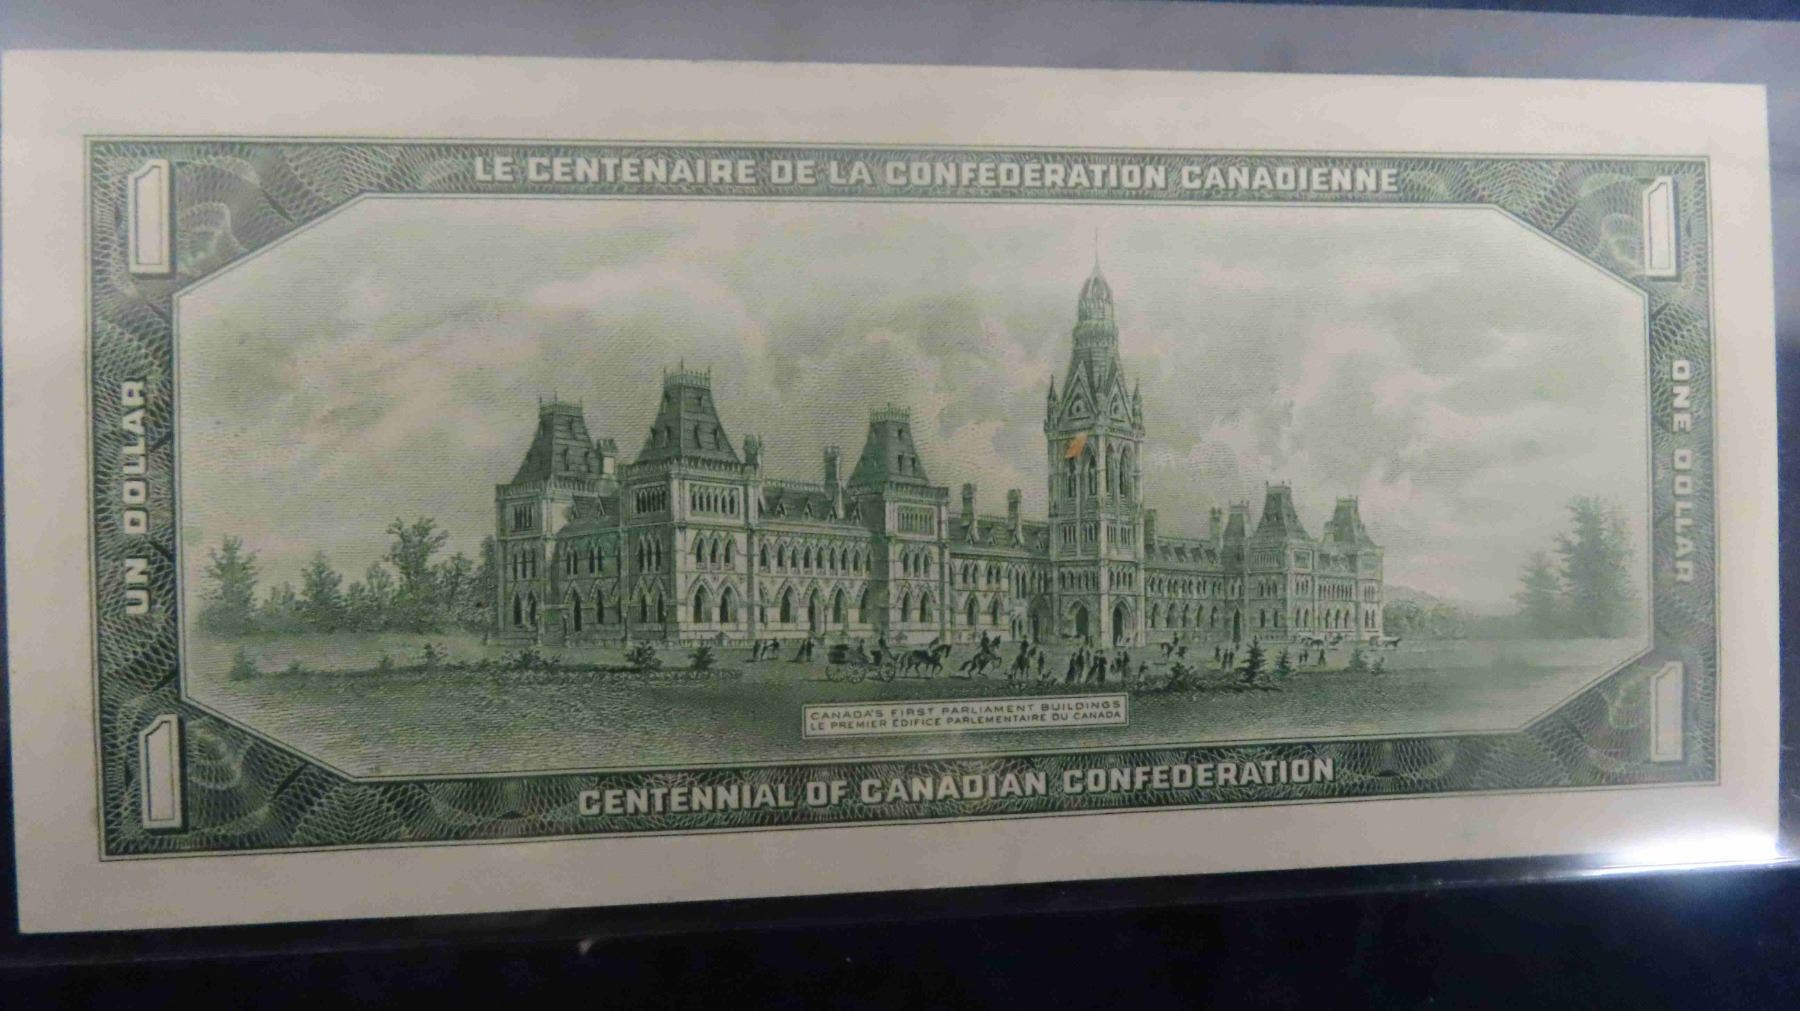 1
LE CENTENAIRE DE LA CONFEDERATION CANADIENNE
1
UN DOLLAR
ONE DOLLAR
CANADA'S FIRST PARLIAMENT BUILDINGS
LE PREMIER ÉDIFICE PARLEMENTAIRE DU CANADA
1
CENTENNIAL OF CANADIAN CONFEDERATION
1